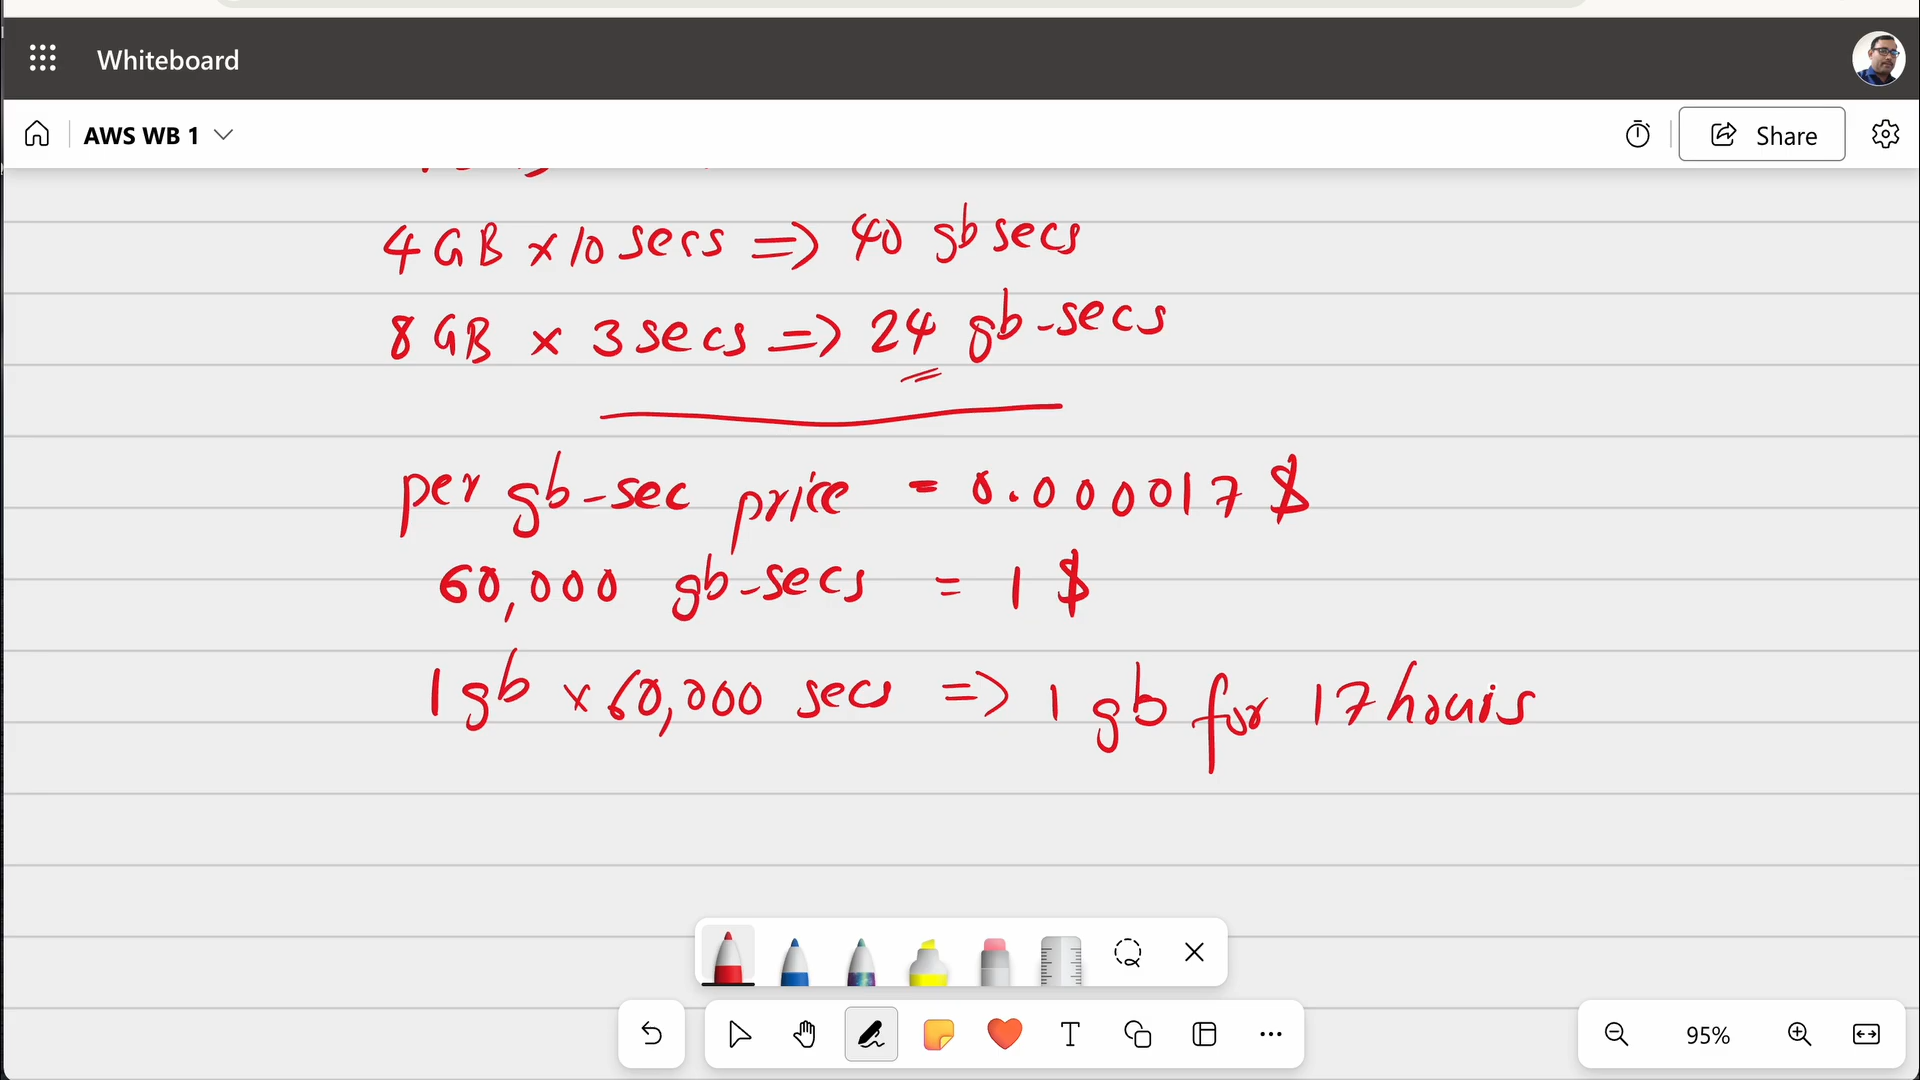 Whiteboard
AWS WB 1
Share
4 GB x 10 secs => 40 gb secs
8 GB x 3 secs => 24 gb-secs
per gb-sec price = 0.000017 $
60,000 gb-secs = 1 $
1 gb x 60,000 secs => 1 gb for 17 hours
T
95%